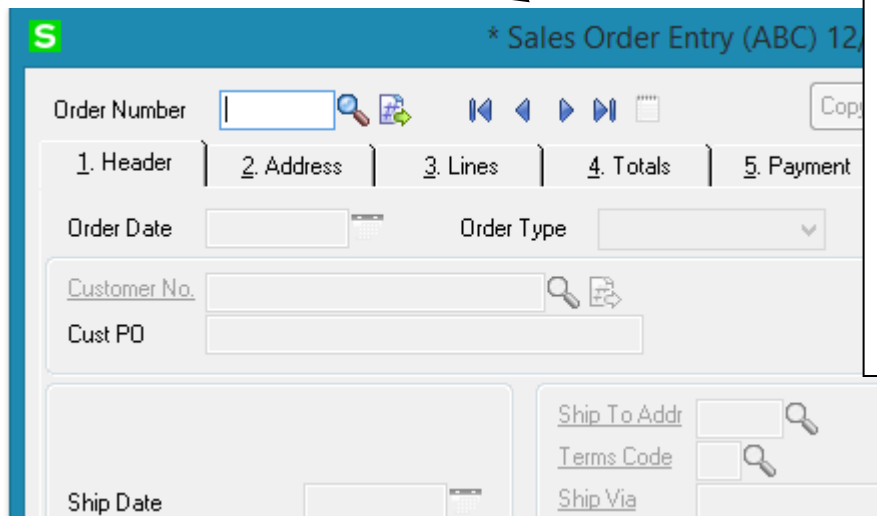 S * Sales Order Entry (ABC) 12/
Order Number Copy
1. Header 2. Address 3. Lines 4. Totals 5. Payment
Order Date Order Type
Customer No.
Cust PO
Ship To Addr
Terms Code
Ship Date Ship Via